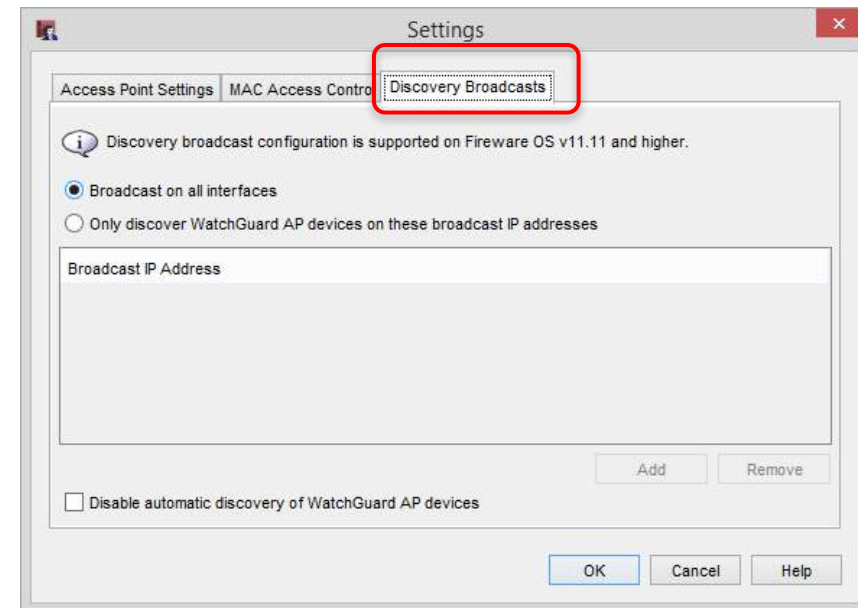 Settings
Access Point Settings MAC Access Contro Discovery Broadcasts
Discovery broadcast configuration is supported on Fireware OS v11.11 and higher.
Broadcast on all interfaces
Only discover WatchGuard AP devices on these broadcast IP addresses
Broadcast IP Address
Add Remove
Disable automatic discovery of WatchGuard AP devices
OK Cancel Help